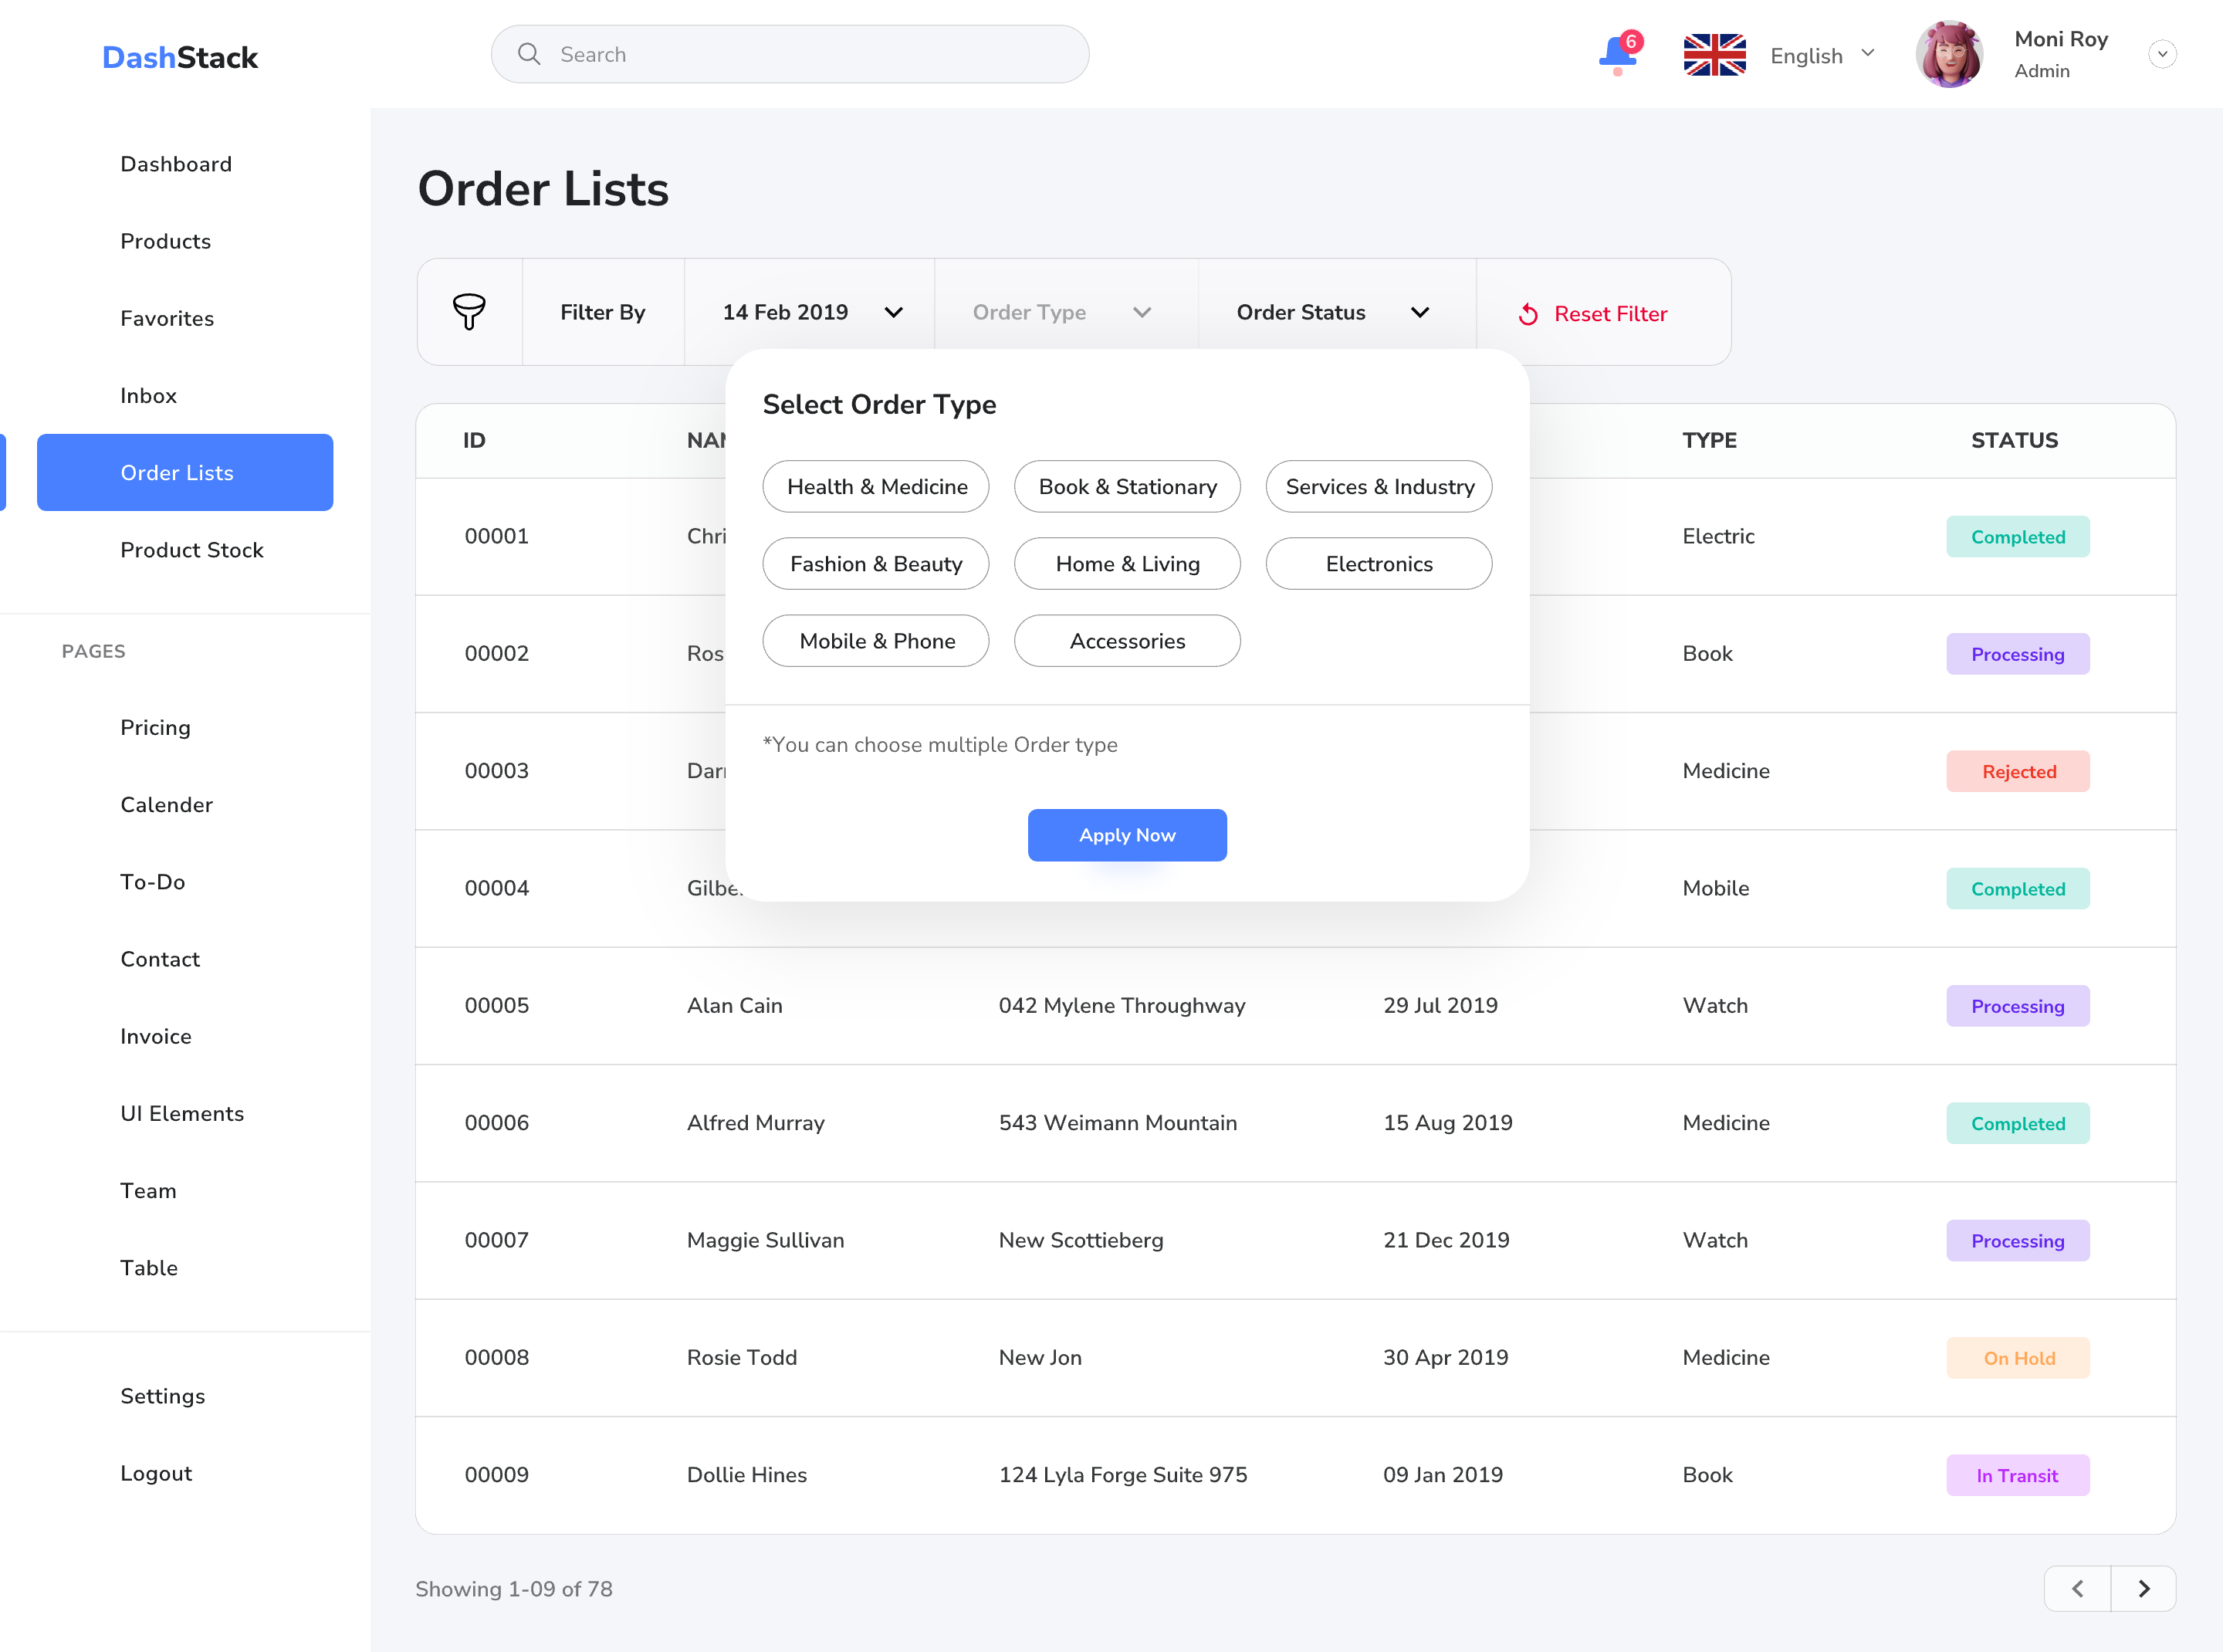 DashStack
Search
6
English
Moni Roy
Admin
Dashboard
Products
Favorites
Inbox
Order Lists
Product Stock
PAGES
Pricing
Calender
To-Do
Contact
Invoice
UI Elements
Team
Table
Settings
Logout
Order Lists
Filter By
14 Feb 2019
Order Type
Order Status
Reset Filter
Select Order Type
Health & Medicine
Book & Stationary
Services & Industry
Fashion & Beauty
Home & Living
Electronics
Mobile & Phone
Accessories
*You can choose multiple Order type
Apply Now
ID TYPE STATUS
00001 Electric Completed
00002 Book Processing
00003 Medicine Rejected
00004 Mobile Completed
00005 Alan Cain 042 Mylene Throughway 29 Jul 2019 Watch Processing
00006 Alfred Murray 543 Weimann Mountain 15 Aug 2019 Medicine Completed
00007 Maggie Sullivan New Scottieberg 21 Dec 2019 Watch Processing
00008 Rosie Todd New Jon 30 Apr 2019 Medicine On Hold
00009 Dollie Hines 124 Lyla Forge Suite 975 09 Jan 2019 Book In Transit
Showing 1-09 of 78